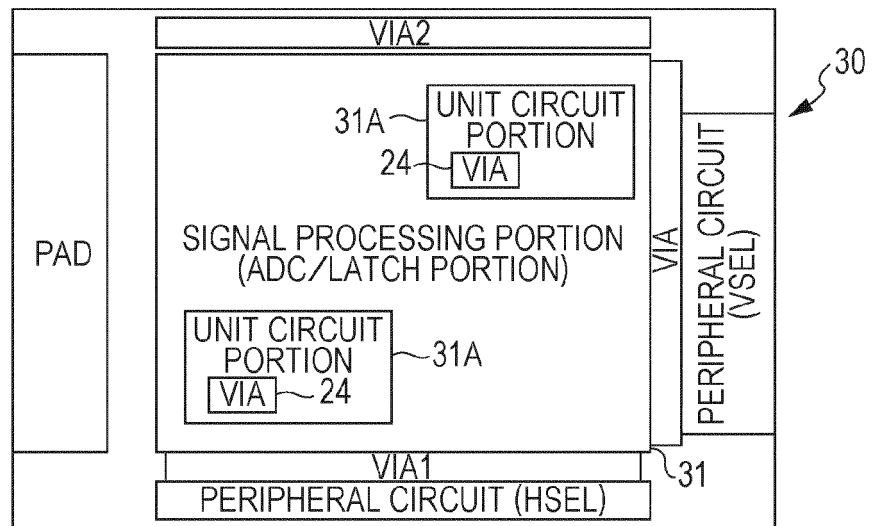 VIA2
30
31A
UNIT CIRCUIT
PORTION
24
VIA
PAD
SIGNAL PROCESSING PORTION
(ADC/LATCH PORTION)
VIA
PERIPHERAL CIRCUIT
(VSEL)
UNIT CIRCUIT
PORTION
31A
VIA
24
VIA1
31
PERIPHERAL CIRCUIT (HSEL)